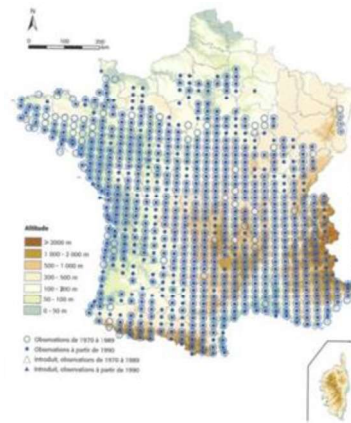 N
0 100 200 km
Altitude
> 2000 m
1 000 - 2 000 m
500 - 1 000 m
200 - 500 m
100 - 200 m
50 - 100 m
0 - 50 m
Observations de 1970 à 1989
Observations à partir de 1990
Introduit, observations de 1970 à 1989
Introduit, observations à partir de 1990